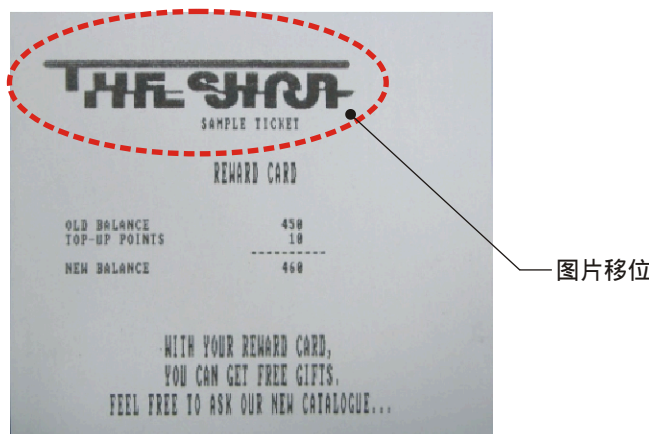 THE SHOP
SAMPLE TICKET
REWARD CARD
OLD BALANCE 450
TOP-UP POINTS 10
----------
NEW BALANCE 460
图片移位
WITH YOUR REWARD CARD,
YOU CAN GET FREE GIFTS.
FEEL FREE TO ASK OUR NEW CATALOGUE...